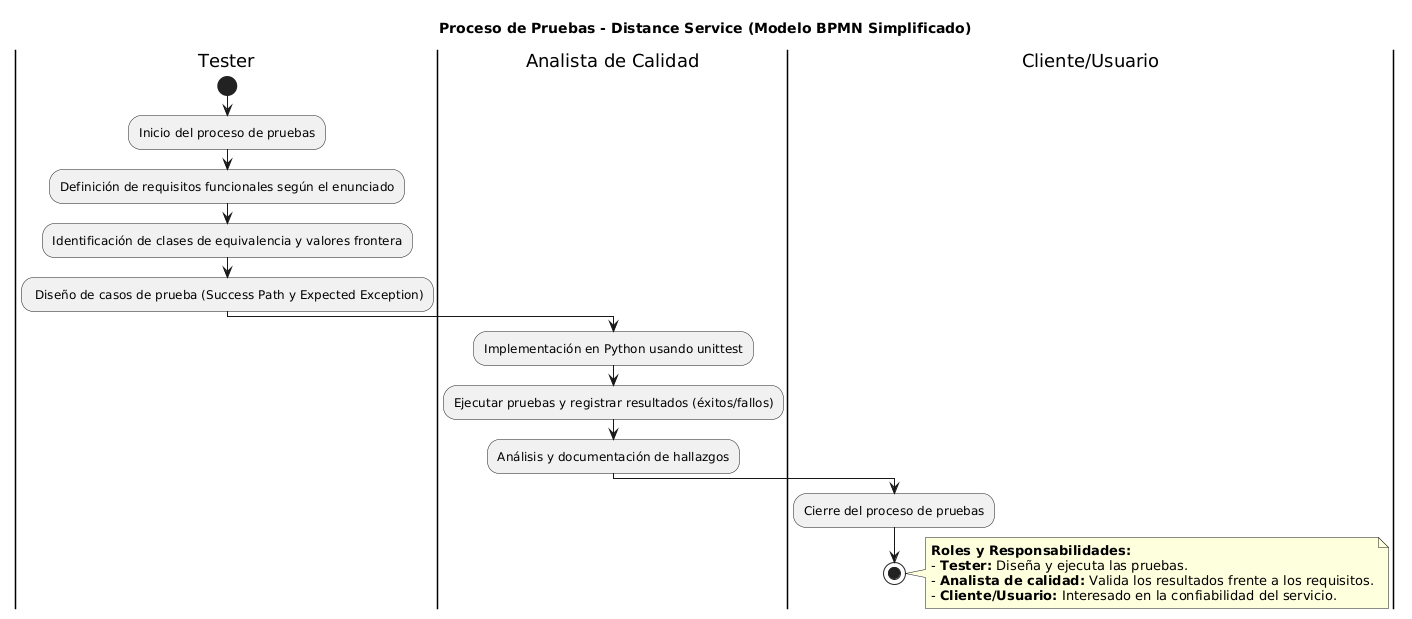 Proceso de Pruebas - Distance Service (Modelo BPMN Simplificado)
Tester
Analista de Calidad
Cliente/Usuario
Inicio del proceso de pruebas
Definición de requisitos funcionales según el enunciado
Identificación de clases de equivalencia y valores frontera
Diseño de casos de prueba (Success Path y Expected Exception)
Implementación en Python usando unittest
Ejecutar pruebas y registrar resultados (éxitos/fallos)
Análisis y documentación de hallazgos
Cierre del proceso de pruebas
Roles y Responsabilidades:
- Tester: Diseña y ejecuta las pruebas.
- Analista de calidad: Valida los resultados frente a los requisitos.
- Cliente/Usuario: Interesado en la confiabilidad del servicio.